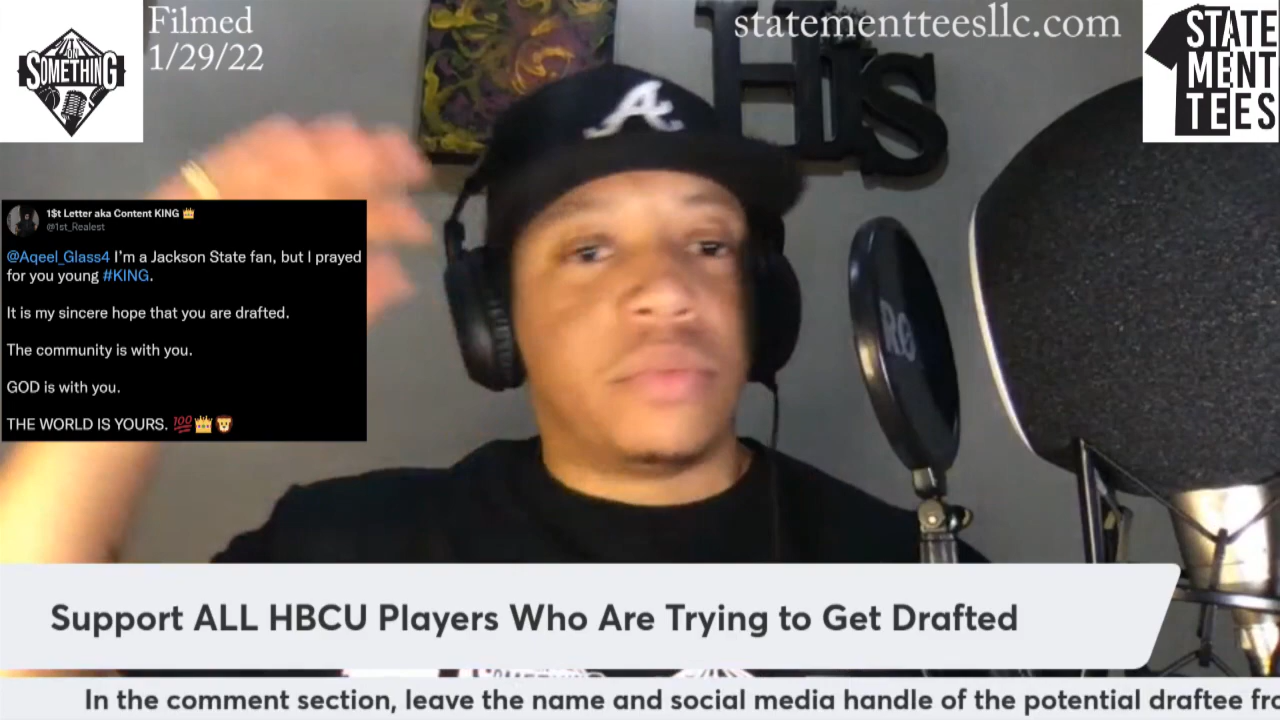 ON
SOMETHING
Filmed
1/29/22
statementteesllc.com
STATE
MENT
TEES
His
A
RØ
1$t Letter aka Content KING 👑
@1st_Realest
@Aqeel_Glass4 I'm a Jackson State fan, but I prayed
for you young #KING.
It is my sincere hope that you are drafted.
The community is with you.
GOD is with you.
THE WORLD IS YOURS. 💯👑🦁
Support ALL HBCU Players Who Are Trying to Get Drafted
In the comment section, leave the name and social media handle of the potential draftee fro